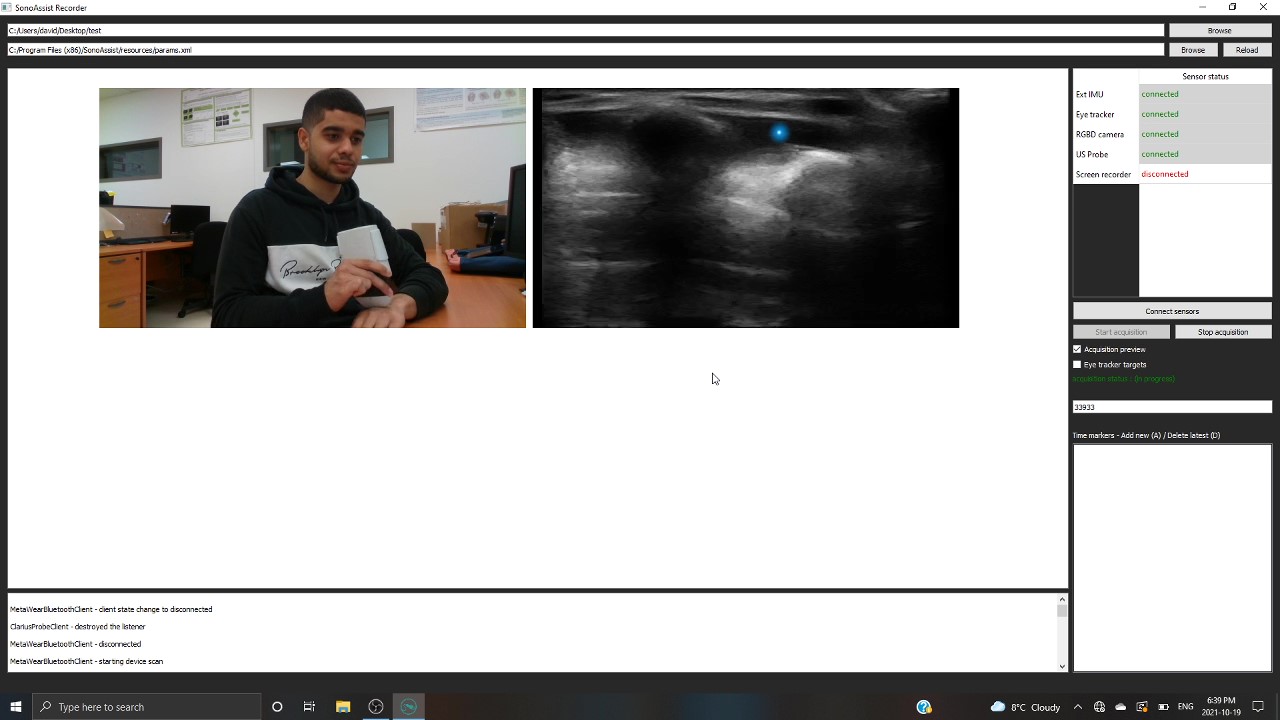 SonoAssist Recorder
C:/Users/david/Desktop/test
Browse
C:/Program Files (x86)/SonoAssist/resources/params.xml
Browse
Reload
Sensor status
Ext IMU connected
Eye tracker connected
RGBD camera connected
US Probe connected
Screen recorder disconnected
Connect sensors
Start acquisition
Stop acquisition
Acquisition preview
Eye tracker targets
acquisition status : (in progress)
33933
Time markers - Add new (A) / Delete latest (D)
MetaWearBluetoothClient - client state change to disconnected
ClariusProbeClient - destroyed the listener
MetaWearBluetoothClient - disconnected
MetaWearBluetoothClient - starting device scan
Type here to search
8°C Cloudy
ENG
6:39 PM
2021-10-19